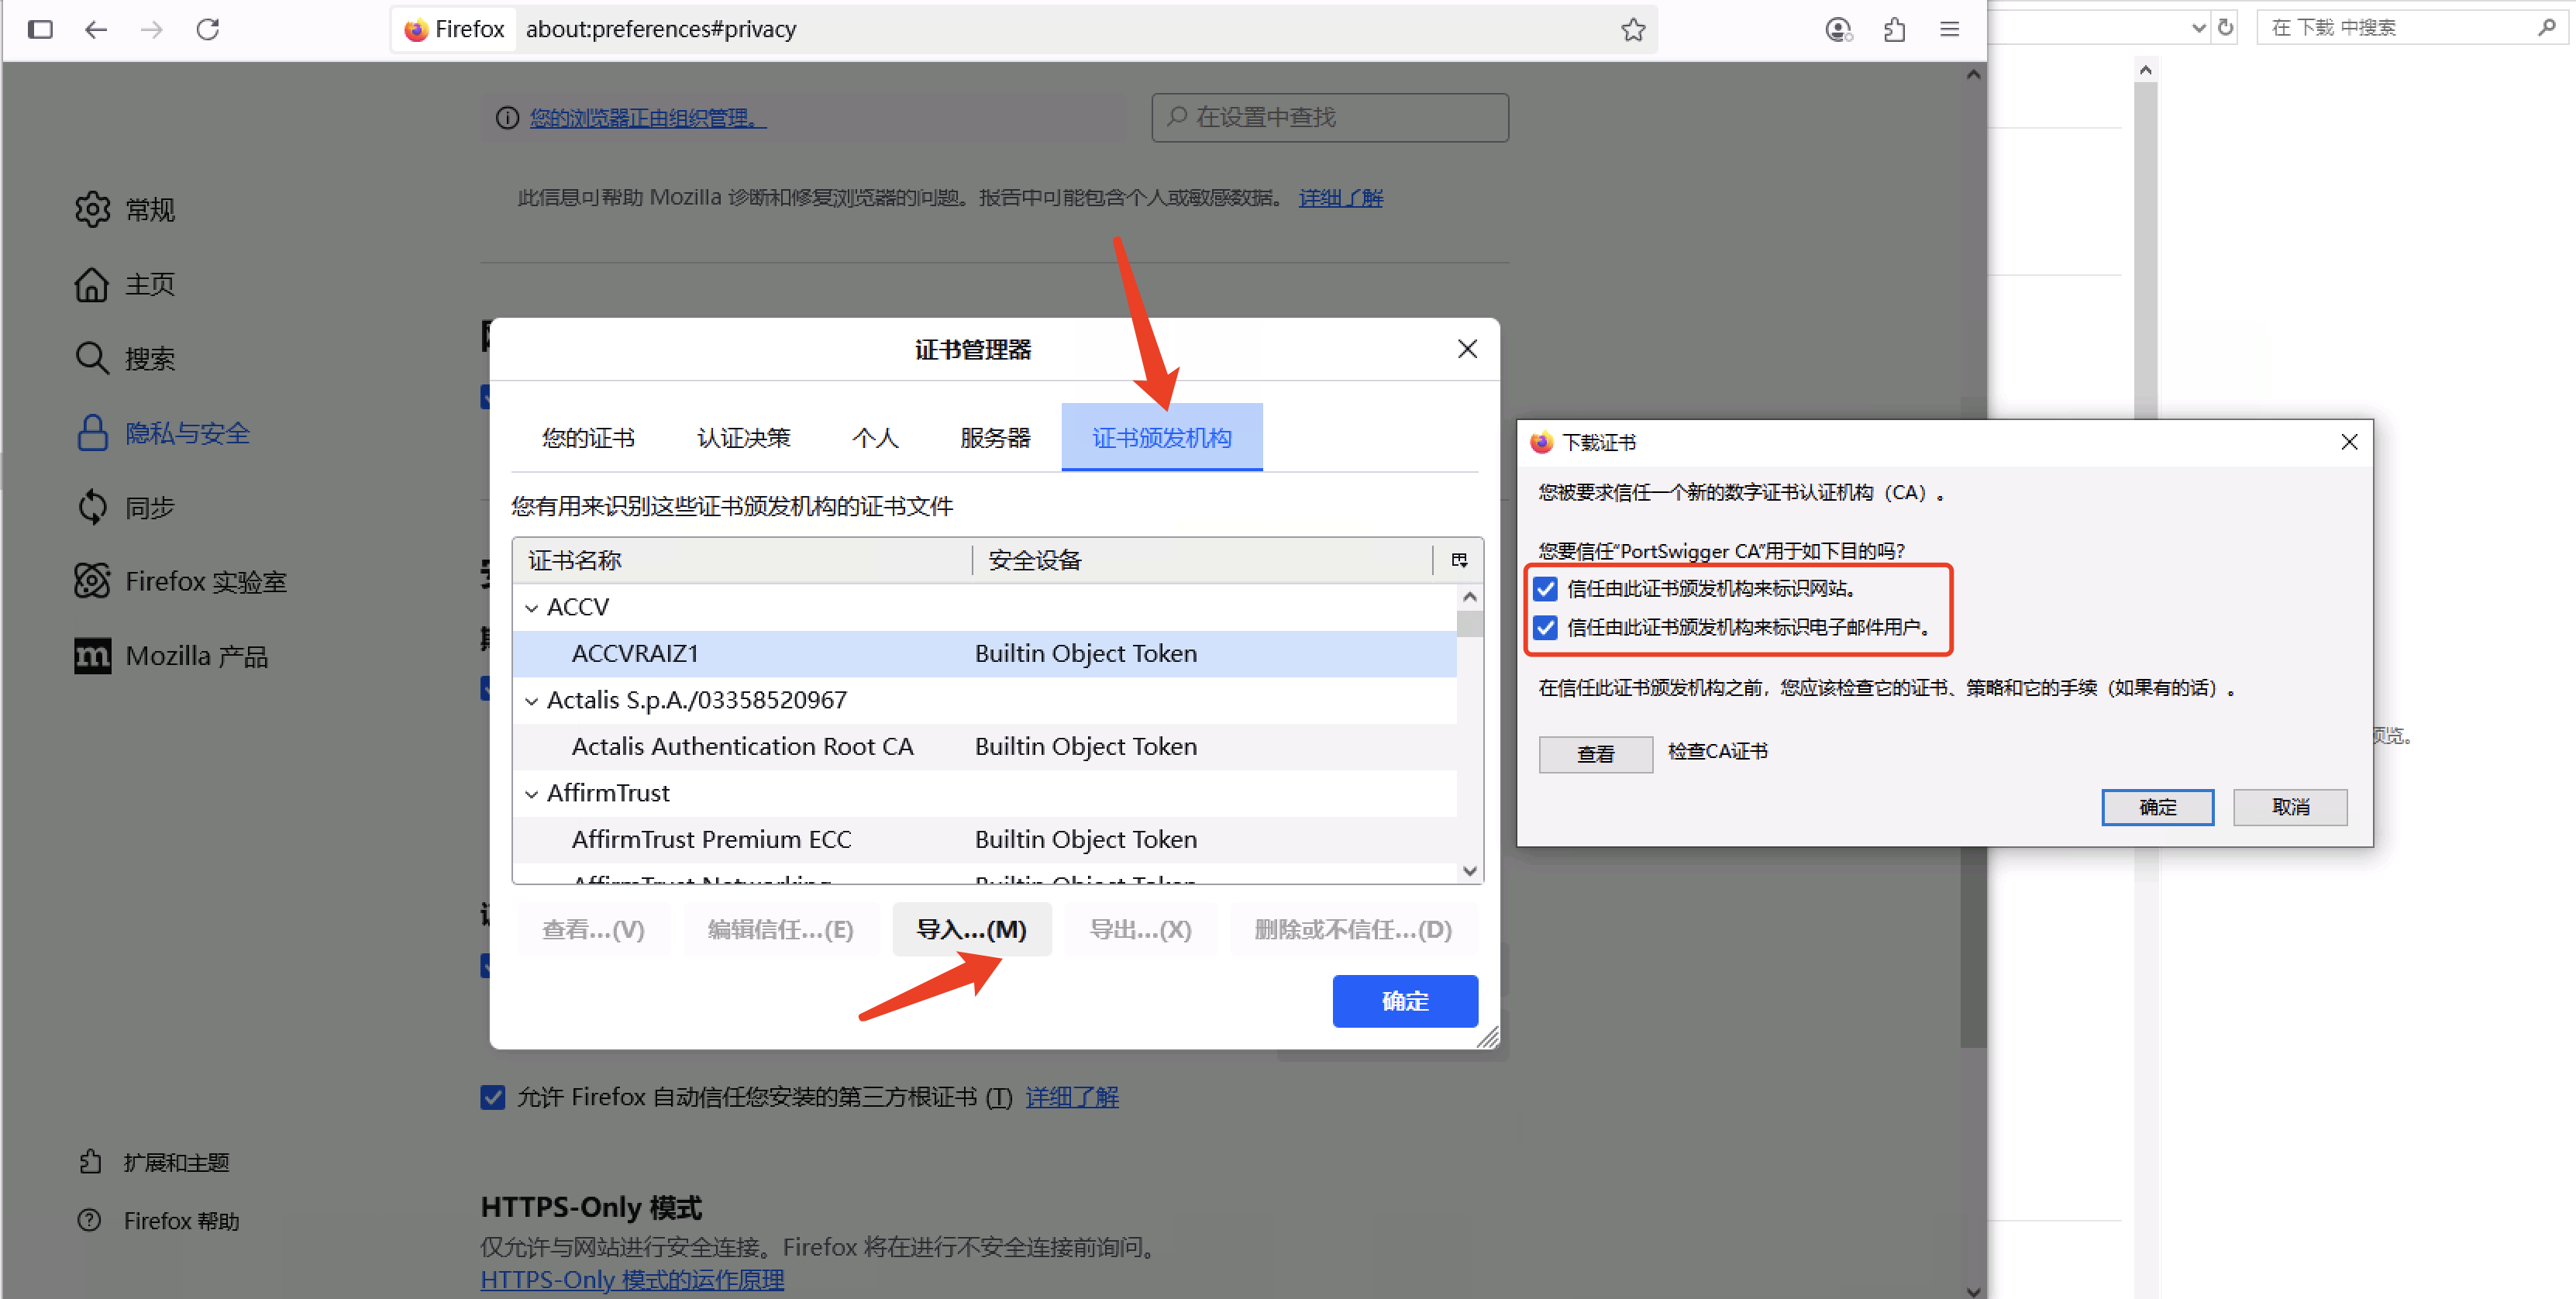 Firefox about:preferences#privacy
在 下载 中搜索
您的浏览器正由组织管理。
在设置中查找
此信息可帮助 Mozilla 诊断和修复浏览器的问题。报告中可能包含个人或敏感数据。 详细了解
常规
主页
搜索
隐私与安全
同步
Firefox 实验室
Mozilla 产品
扩展和主题
Firefox 帮助
证书管理器
您的证书 认证决策 个人 服务器 证书颁发机构
您有用来识别这些证书颁发机构的证书文件
证书名称 安全设备
ACCV
ACCVRAIZ1 Builtin Object Token
Actalis S.p.A./03358520967
Actalis Authentication Root CA Builtin Object Token
AffirmTrust
AffirmTrust Premium ECC Builtin Object Token
AffirmTrust Networking Builtin Object Token
查看...(V) 编辑信任...(E) 导入...(M) 导出...(X) 删除或不信任...(D)
确定
允许 Firefox 自动信任您安装的第三方根证书 (T) 详细了解
HTTPS-Only 模式
仅允许与网站进行安全连接。Firefox 将在进行不安全连接前询问。
HTTPS-Only 模式的运作原理
下载证书
您被要求信任一个新的数字证书认证机构（CA）。
您要信任“PortSwigger CA”用于如下目的吗？
信任由此证书颁发机构来标识网站。
信任由此证书颁发机构来标识电子邮件用户。
在信任此证书颁发机构之前，您应该检查它的证书、策略和它的手续（如果有的话）。
查看 检查CA证书
确定 取消
预览。